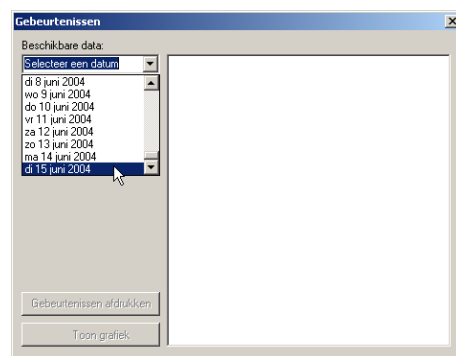 Gebeurtenissen
Beschikbare data:
Selecteer een datum
di 8 juni 2004
wo 9 juni 2004
do 10 juni 2004
vr 11 juni 2004
za 12 juni 2004
zo 13 juni 2004
ma 14 juni 2004
di 15 juni 2004
Gebeurtenissen afdrukken
Toon grafiek